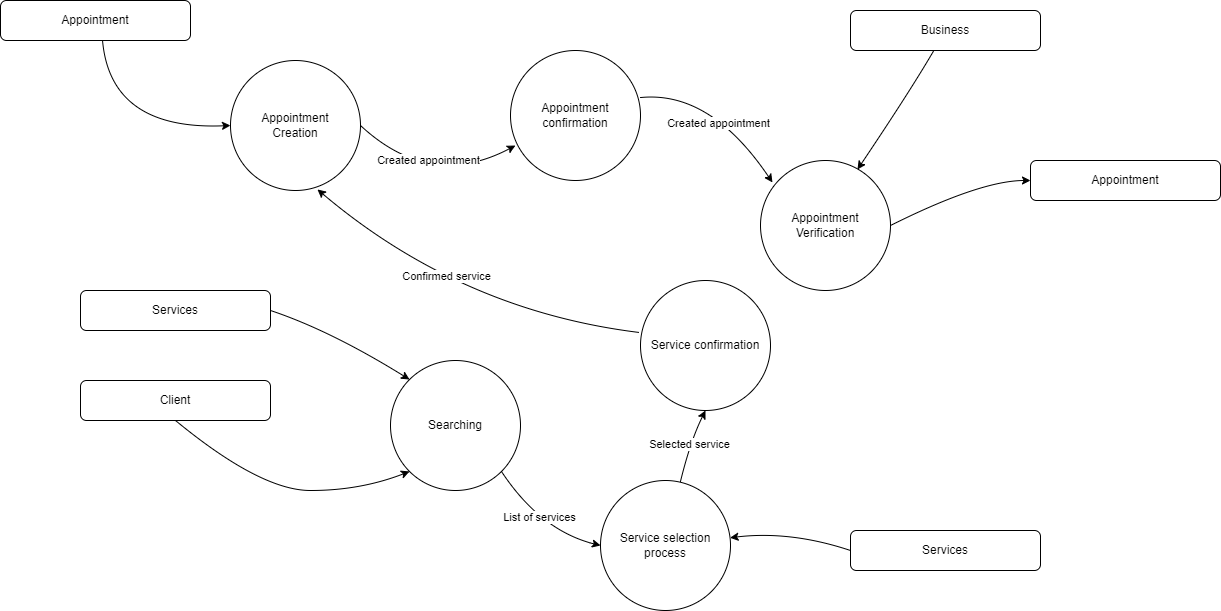 Appointment
Business
Appointment
Creation
Appointment
confirmation
Created appointment
Created appointment
Appointment
Appointment
Verification
Confirmed service
Services
Service confirmation
Client
Searching
Selected service
List of services
Service selection
process
Services